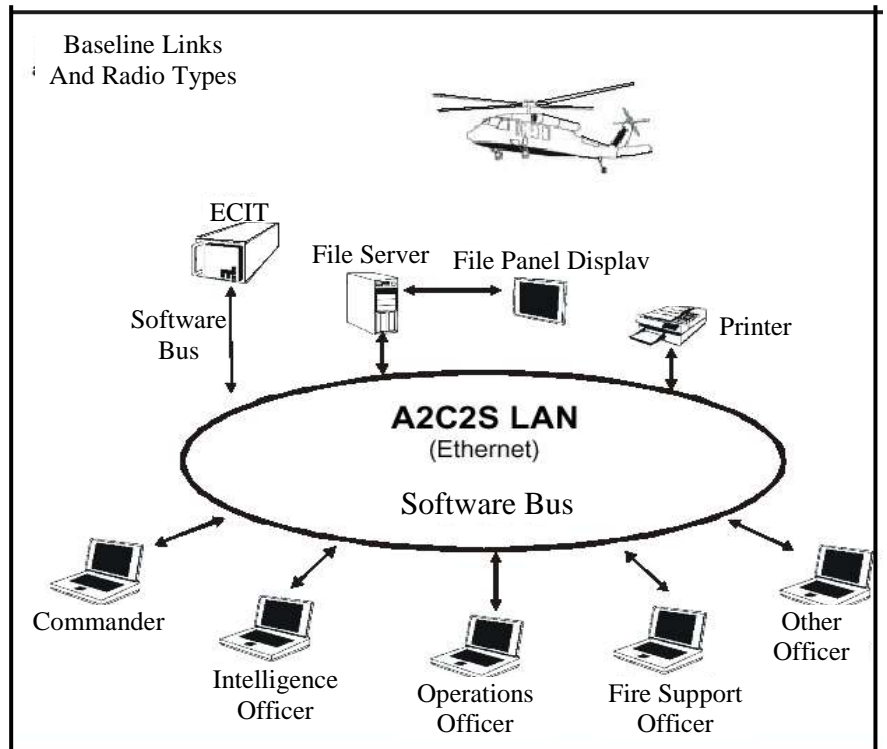 Baseline Links
And Radio Types
ECIT
File Server
File Panel Displav
Software
Bus
Printer
A2C2S LAN
(Ethernet)
Software Bus
Commander
Intelligence
Officer
Operations
Officer
Fire Support
Officer
Other
Officer